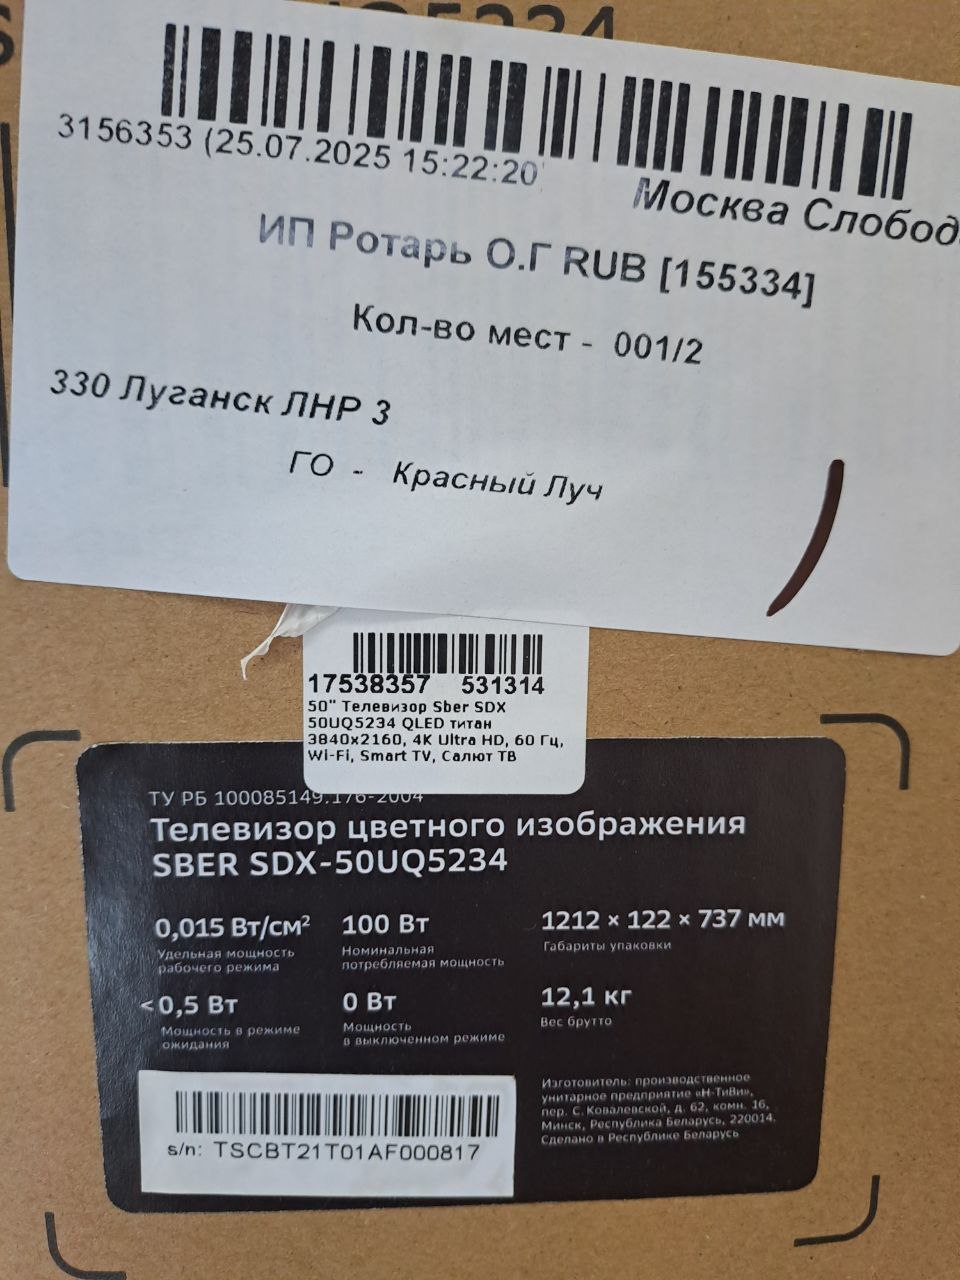 3156353 (25.07.2025 15:22:20)
Москва Слобод
ИП Ротарь О.Г RUB [155334]
Кол-во мест - 001/2
330 Луганск ЛНР 3
ГО - Красный Луч
17538357 531314
50" Телевизор Sber SDX
50UQ5234 QLED титан
3840x2160, 4K Ultra HD, 60 Гц,
Wi-Fi, Smart TV, Салют ТВ
ТУ РБ 100085149.176-2004
Телевизор цветного изображения
SBER SDX-50UQ5234
0,015 Вт/см²
Удельная мощность
рабочего режима
100 Вт
Номинальная
потребляемая мощность
1212 × 122 × 737 мм
Габариты упаковки
<0,5 Вт
Мощность в режиме
ожидания
0 Вт
Мощность
в выключенном режиме
12,1 кг
Вес брутто
s/n: TSCBT21T01AF000817
Изготовитель: производственное
унитарное предприятие «Н-ТиВи»,
пер. С. Ковалевской, д. 62, комн. 16,
Минск, Республика Беларусь, 220014.
Сделано в Республике Беларусь